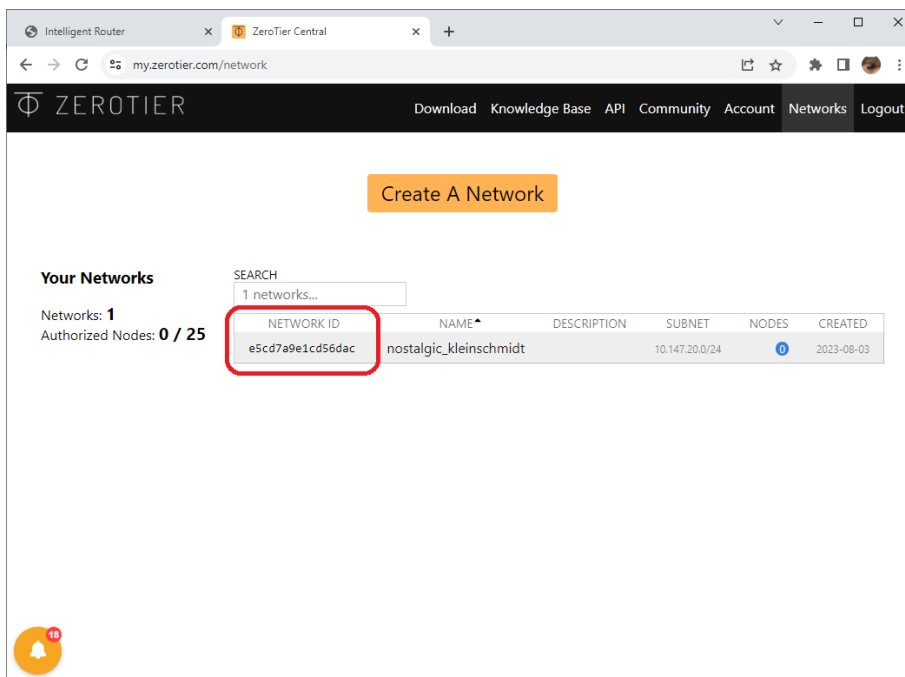 Intelligent Router
ZeroTier Central
my.zerotier.com/network
ZEROTIER
Download Knowledge Base API Community Account Networks Logout
Create A Network
Your Networks
Networks: 1
Authorized Nodes: 0 / 25
SEARCH
1 networks...
NETWORK ID NAME DESCRIPTION SUBNET NODES CREATED
e5cd7a9e1cd56dac nostalgic_kleinschmidt 10.147.20.0/24 0 2023-08-03
18